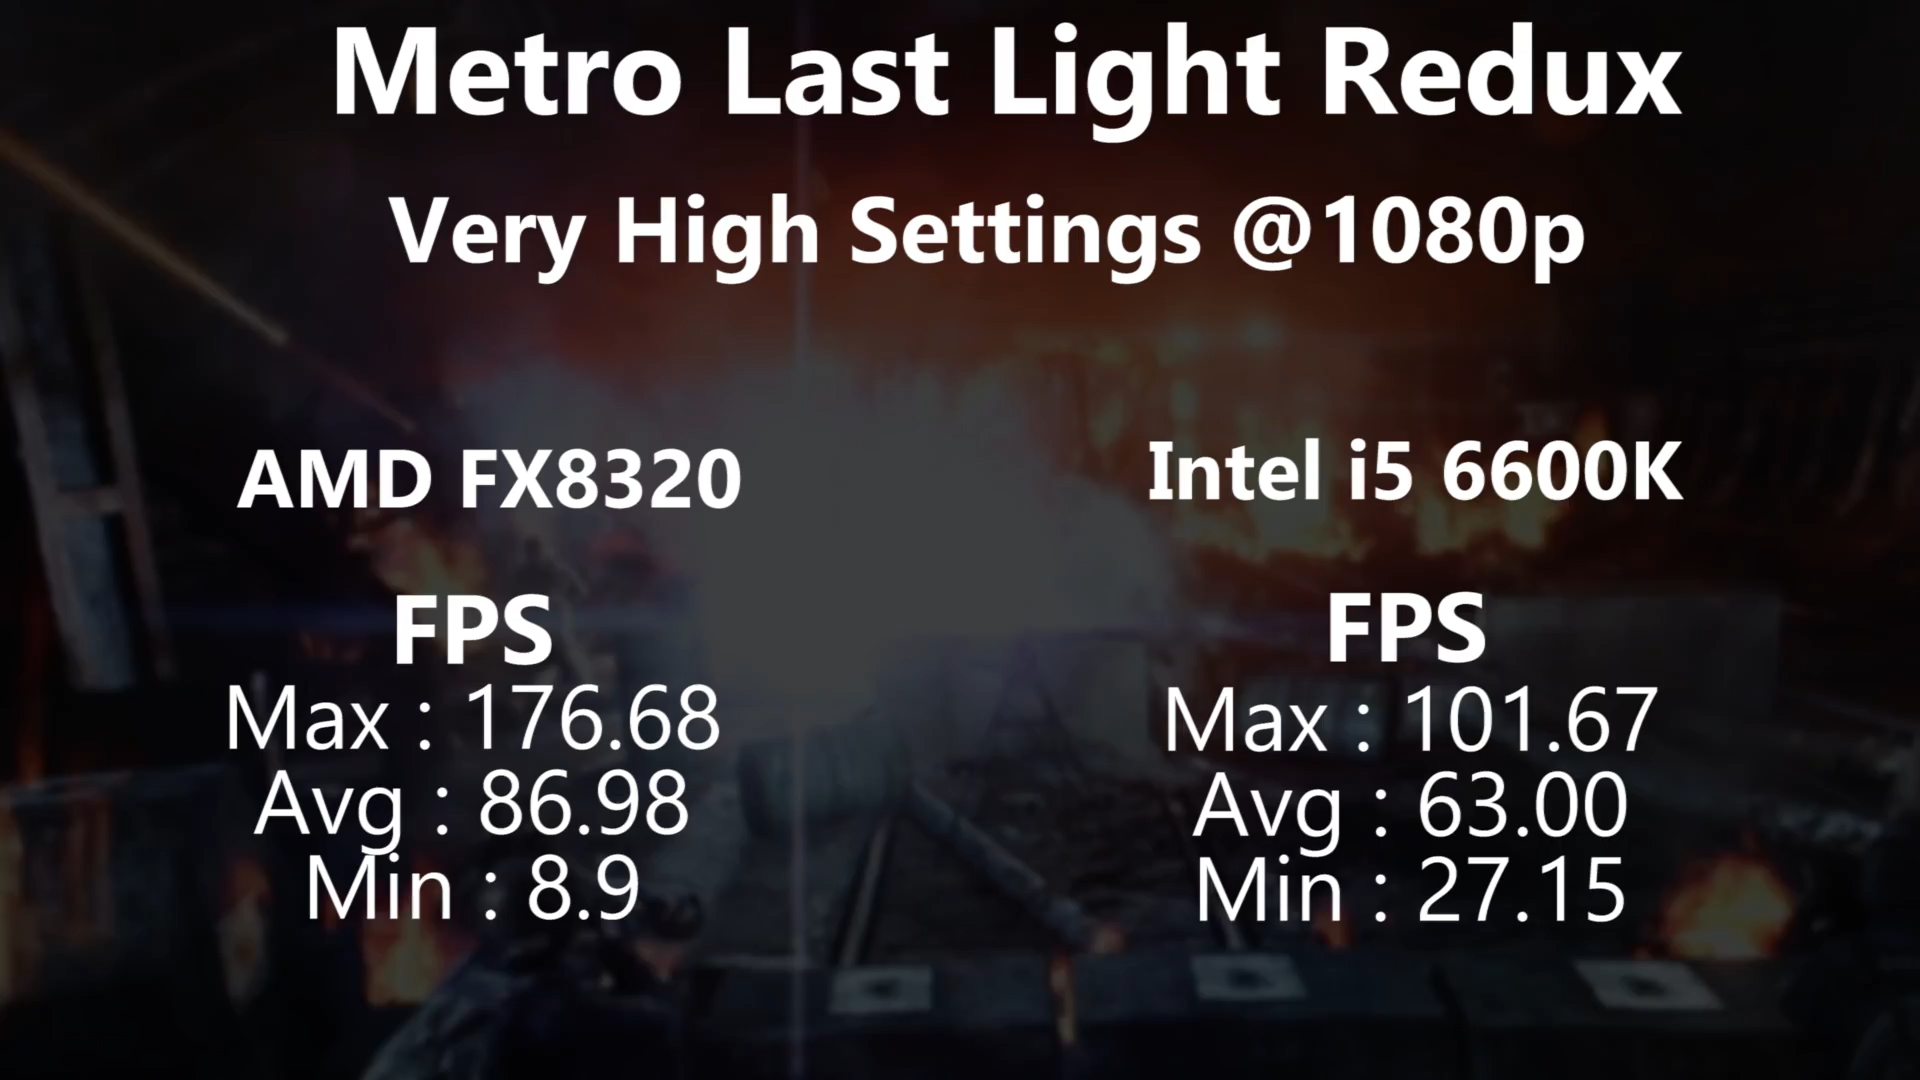 Metro Last Light Redux
Very High Settings @1080p
AMD FX8320
FPS
Max : 176.68
Avg : 86.98
Min : 8.9
Intel i5 6600K
FPS
Max : 101.67
Avg : 63.00
Min : 27.15